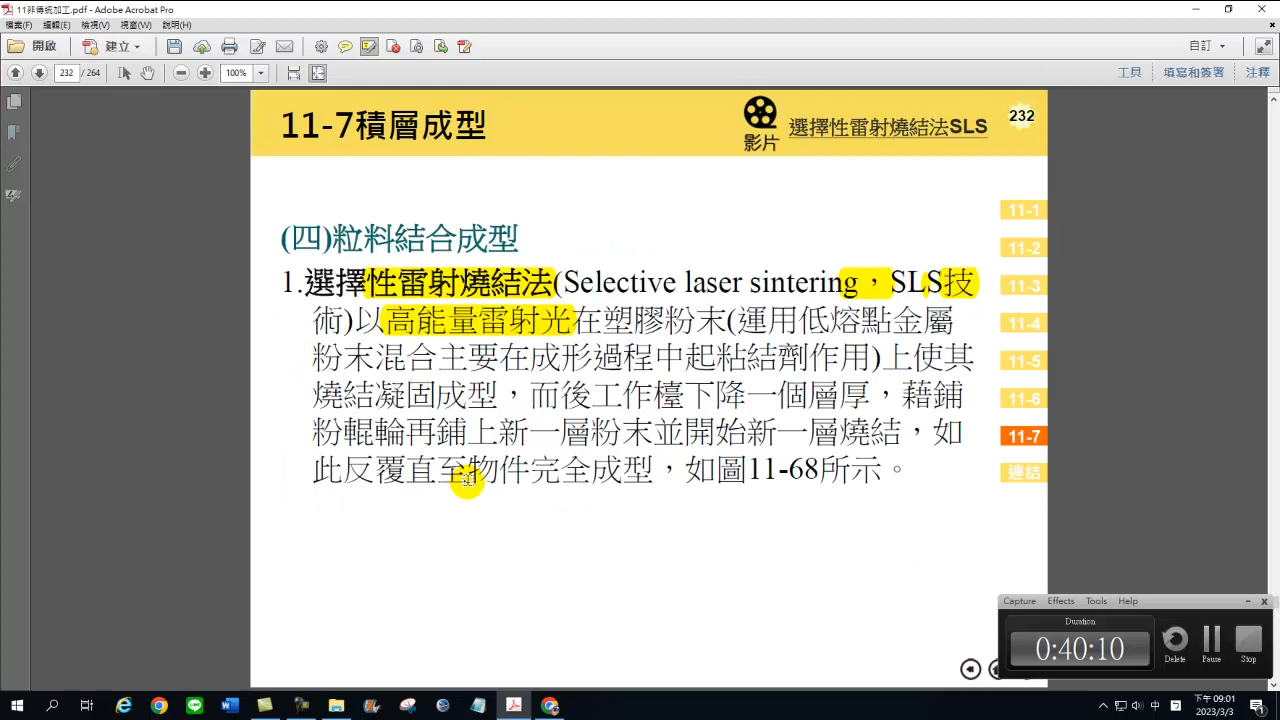 11非傳統加工.pdf - Adobe Acrobat Pro
檔案(F) 編輯(E) 檢視(V) 視窗(W) 說明(H)
開啟 建立 自訂
232 / 264 100% 工具 填寫和簽署 注釋
11-7積層成型
影片
選擇性雷射燒結法SLS
232
(四)粒料結合成型
1.選擇性雷射燒結法(Selective laser sintering，SLS技
術)以高能量雷射光在塑膠粉末(運用低熔點金屬
粉末混合主要在成形過程中起粘結劑作用)上使其
燒結凝固成型，而後工作檯下降一個層厚，藉鋪
粉輥輪再鋪上新一層粉末並開始新一層燒結，如
此反覆直至物件完全成型，如圖11-68所示。
11-1
11-2
11-3
11-4
11-5
11-6
11-7
連結
Capture Effects Tools Help
Duration
0:40:10
Delete Pause Stop
中
下午 09:01
2023/3/3
1